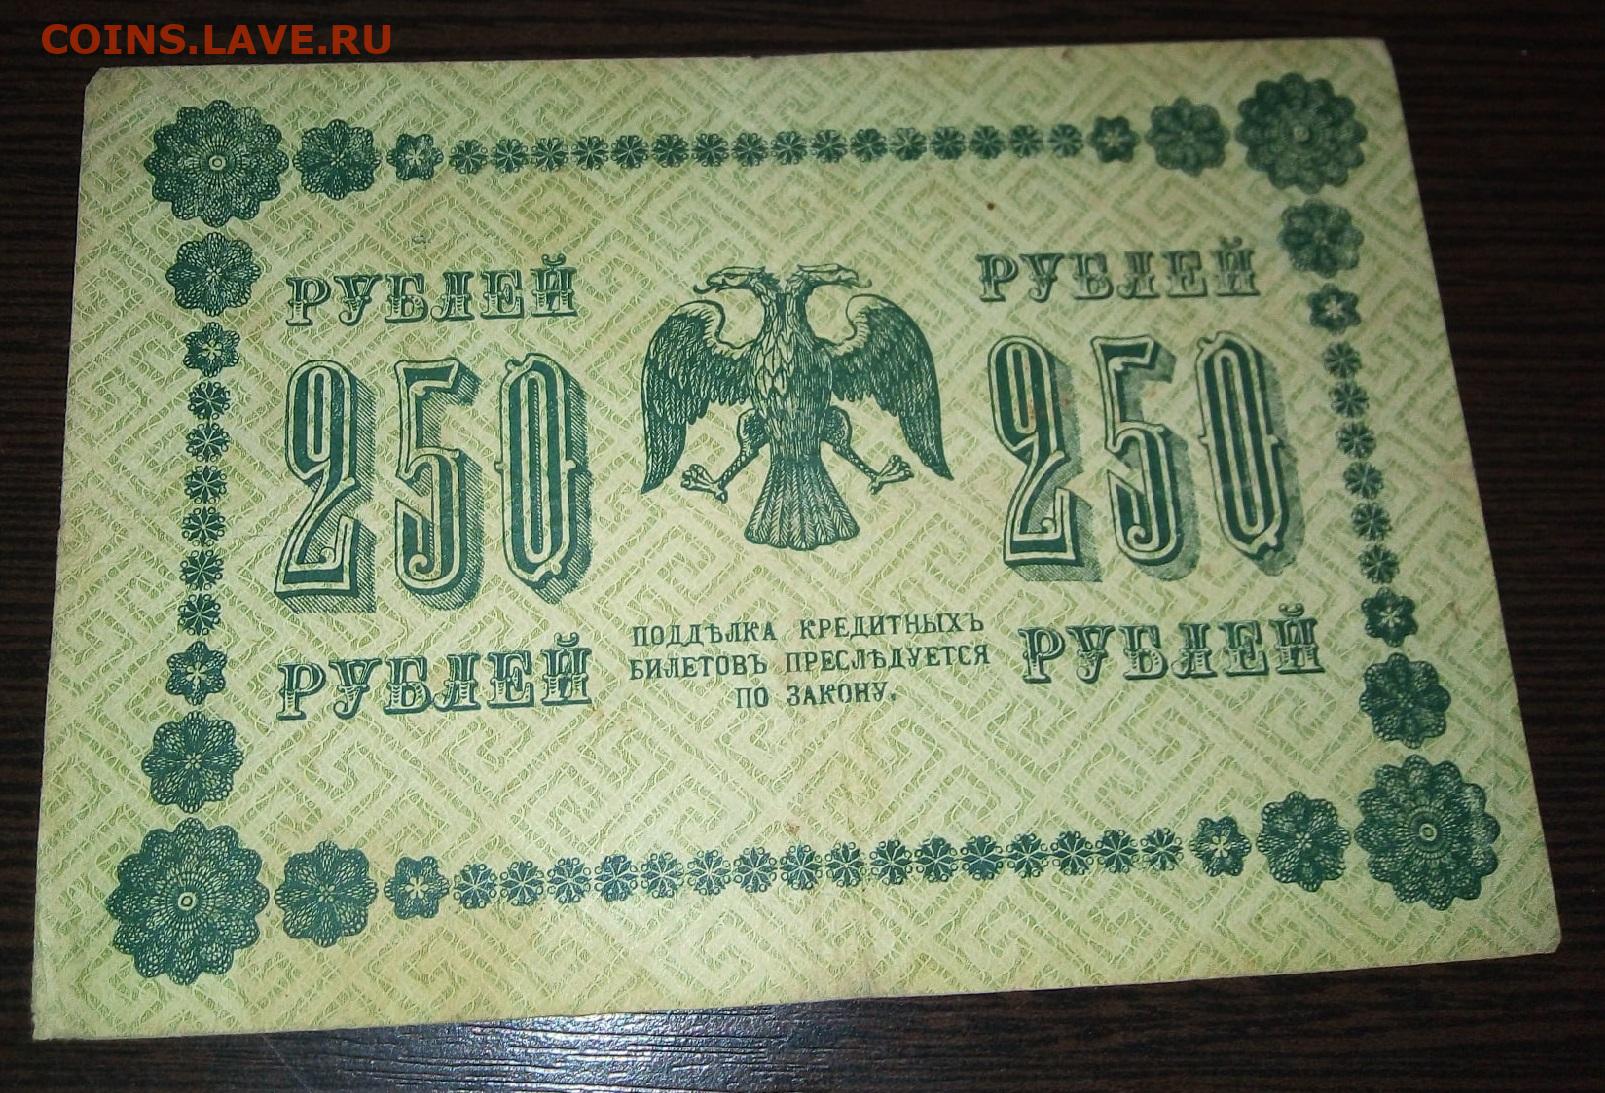 COINS.LAVE.RU
РУБЛЕЙ
250
РУБЛЕЙ
РУБЛЕЙ
250
РУБЛЕЙ
ПОДДѢЛКА КРЕДИТНЫХЪ
БИЛЕТОВЪ ПРЕСЛѢДУЕТСЯ
ПО ЗАКОНУ.